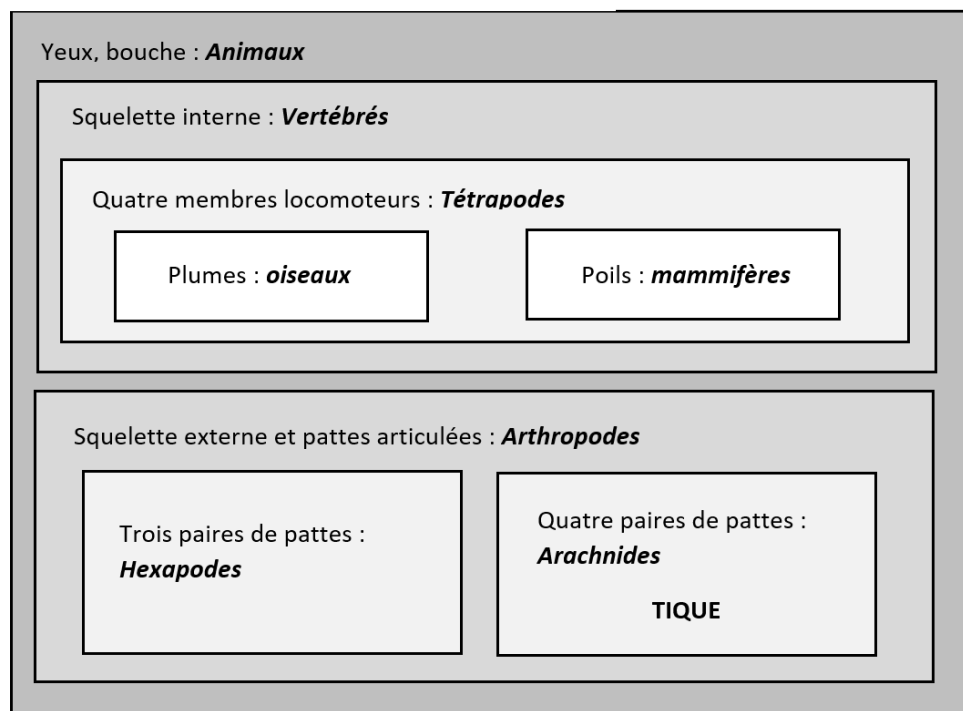 Yeux, bouche : Animaux
Squelette interne : Vertébrés
Quatre membres locomoteurs : Tétrapodes
Plumes : oiseaux
Poils : mammifères
Squelette externe et pattes articulées : Arthropodes
Trois paires de pattes :
Hexapodes
Quatre paires de pattes :
Arachnides
TIQUE